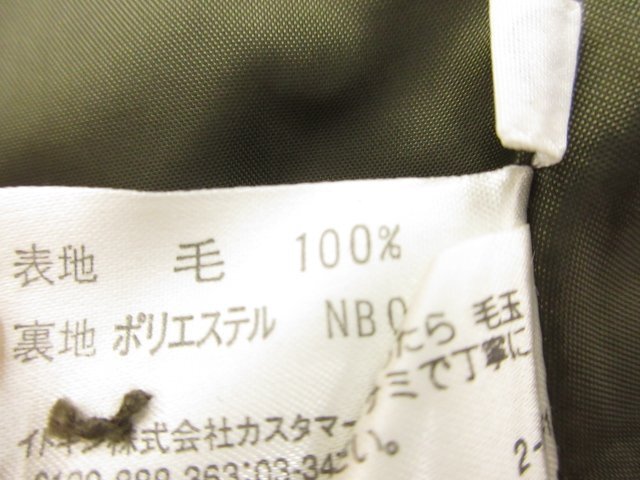 表地 毛 100%
裏地 ポリエステル NBO
たら 毛玉
ミで丁寧に
イトキン株式会社カスタマー
さい。
0120-888-363:03-34
2-